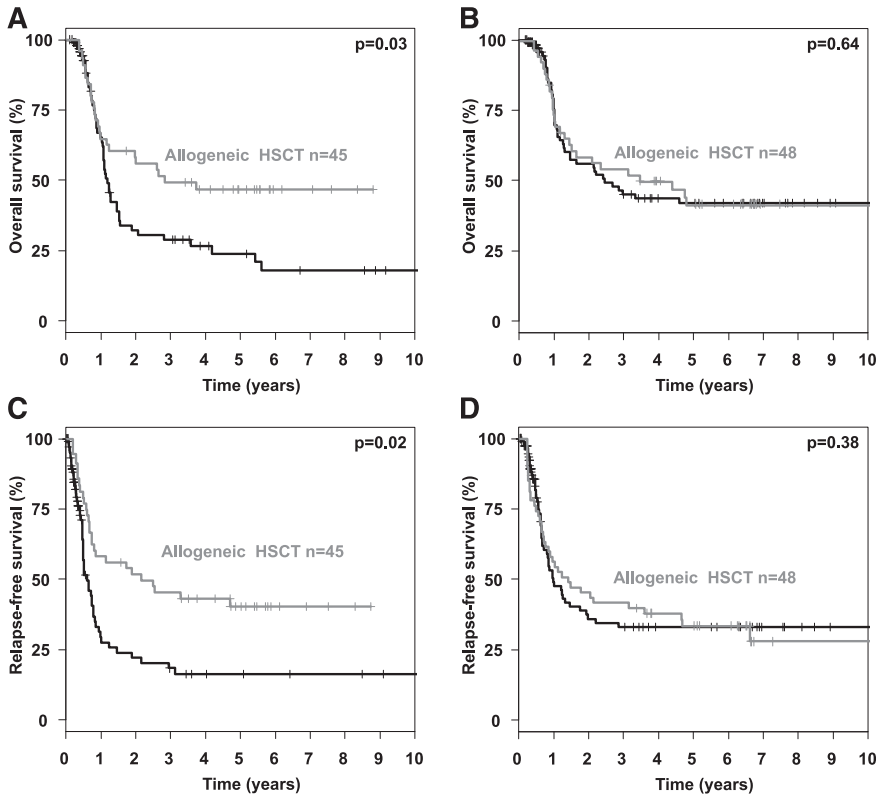 A
p=0.03
100
75
50
25
0
Overall survival (%)
Allogeneic HSCT n=45
0 1 2 3 4 5 6 7 8 9 10
Time (years)
B
p=0.64
100
75
50
25
0
Overall survival (%)
Allogeneic HSCT n=48
0 1 2 3 4 5 6 7 8 9 10
Time (years)
C
p=0.02
100
75
50
25
0
Relapse-free survival (%)
Allogeneic HSCT n=45
0 1 2 3 4 5 6 7 8 9 10
Time (years)
D
p=0.38
100
75
50
25
0
Relapse-free survival (%)
Allogeneic HSCT n=48
0 1 2 3 4 5 6 7 8 9 10
Time (years)